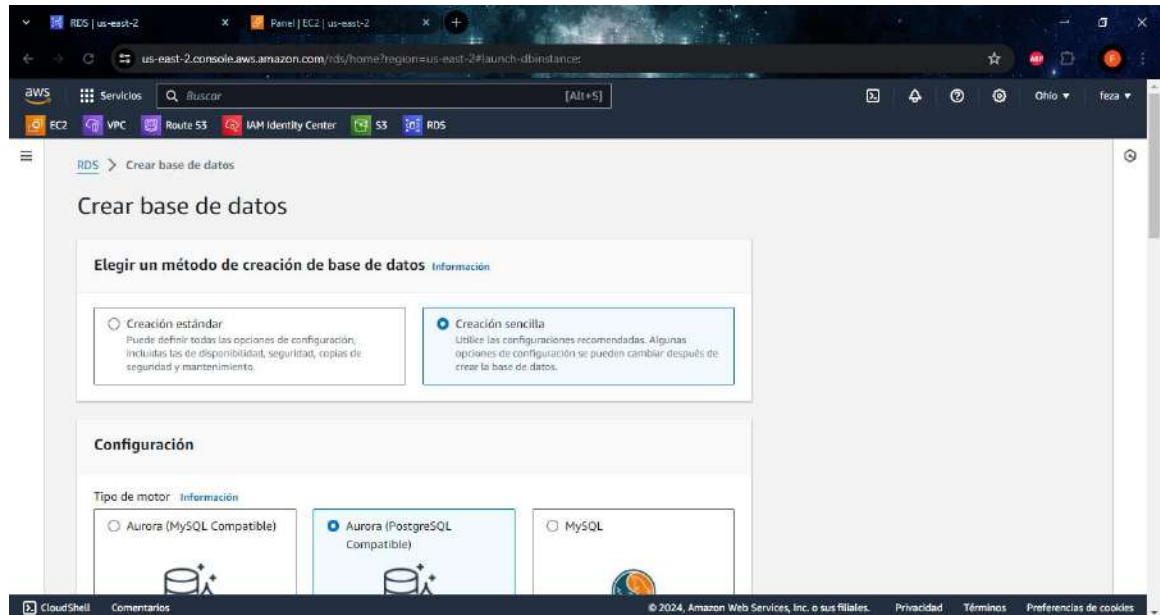 RDS | us-east-2
Panel | EC2 | us-east-2
us-east-2.console.aws.amazon.com/rds/home?region=us-east-2#launch-dbinstance:
ABP
F
aws
Servicios
Buscar
[Alt+S]
Ohio
feza
EC2
VPC
Route 53
IAM Identity Center
S3
RDS
RDS > Crear base de datos
Crear base de datos
Elegir un método de creación de base de datos Información
Creación estándar
Puede definir todas las opciones de configuración,
incluidas las de disponibilidad, seguridad, copias de
seguridad y mantenimiento.
Creación sencilla
Utilice las configuraciones recomendadas. Algunas
opciones de configuración se pueden cambiar después de
crear la base de datos.
Configuración
Tipo de motor Información
Aurora (MySQL Compatible)
Aurora (PostgreSQL
Compatible)
MySQL
CloudShell
Comentarios
© 2024, Amazon Web Services, Inc. o sus filiales.
Privacidad
Términos
Preferencias de cookies